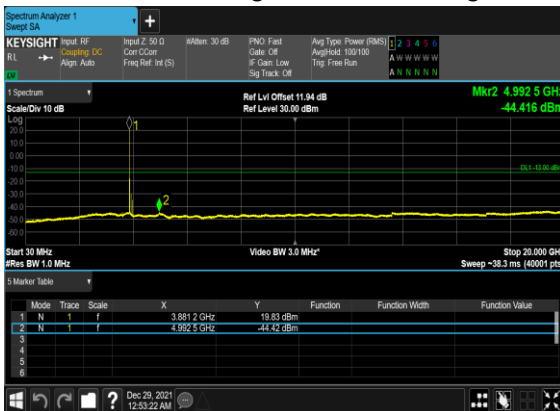 Spectrum Analyzer 1
Swept SA
KEYSIGHT
RL
Input: RF
Coupling: DC
Align: Auto
Input Z: 50 Ω
Corr CCorr
Freq Ref: Int (S)
#Atten: 30 dB
PNO: Fast
Gate: Off
IF Gain: Low
Sig Track: Off
Avg Type: Power (RMS)
Avg|Hold: 100/100
Trig: Free Run
1 2 3 4 5 6
A W W W W W
A N N N N N
LV
1 Spectrum
Scale/Div 10 dB
Ref Lvl Offset 11.94 dB
Ref Level 30.00 dBm
Mkr2 4.992 5 GHz
-44.416 dBm
Log
20.0
10.0
0.00
-10.0
-20.0
-30.0
-40.0
-50.0
-60.0
1
2
DL1 -13.00 dBm
Start 30 MHz
#Res BW 1.0 MHz
Video BW 3.0 MHz*
Stop 20.000 GH
Sweep ~38.3 ms (40001 pts
5 Marker Table
Mode Trace Scale X Y Function Function Width Function Value
1 N 1 f 3.881 2 GHz 19.83 dBm
2 N 1 f 4.992 5 GHz -44.42 dBm
3
4
5
6
?
Dec 29, 2021
12:53:22 AM